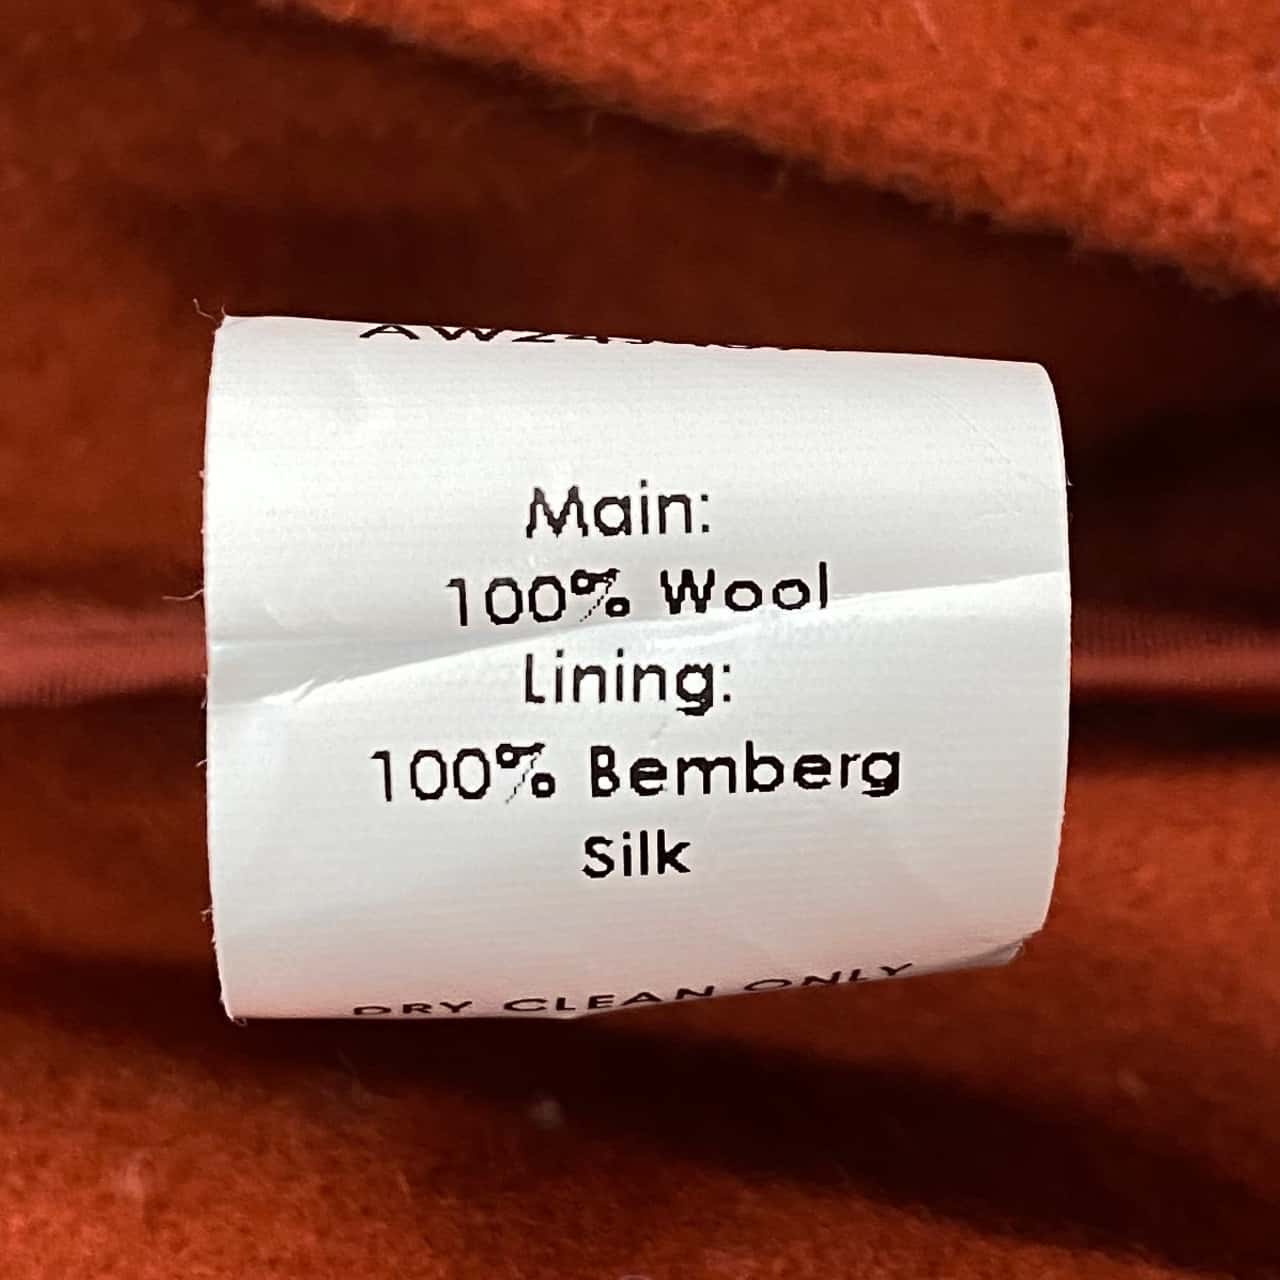 Main:
100% Wool
Lining:
100% Bemberg
Silk
DRY CLEAN ONLY